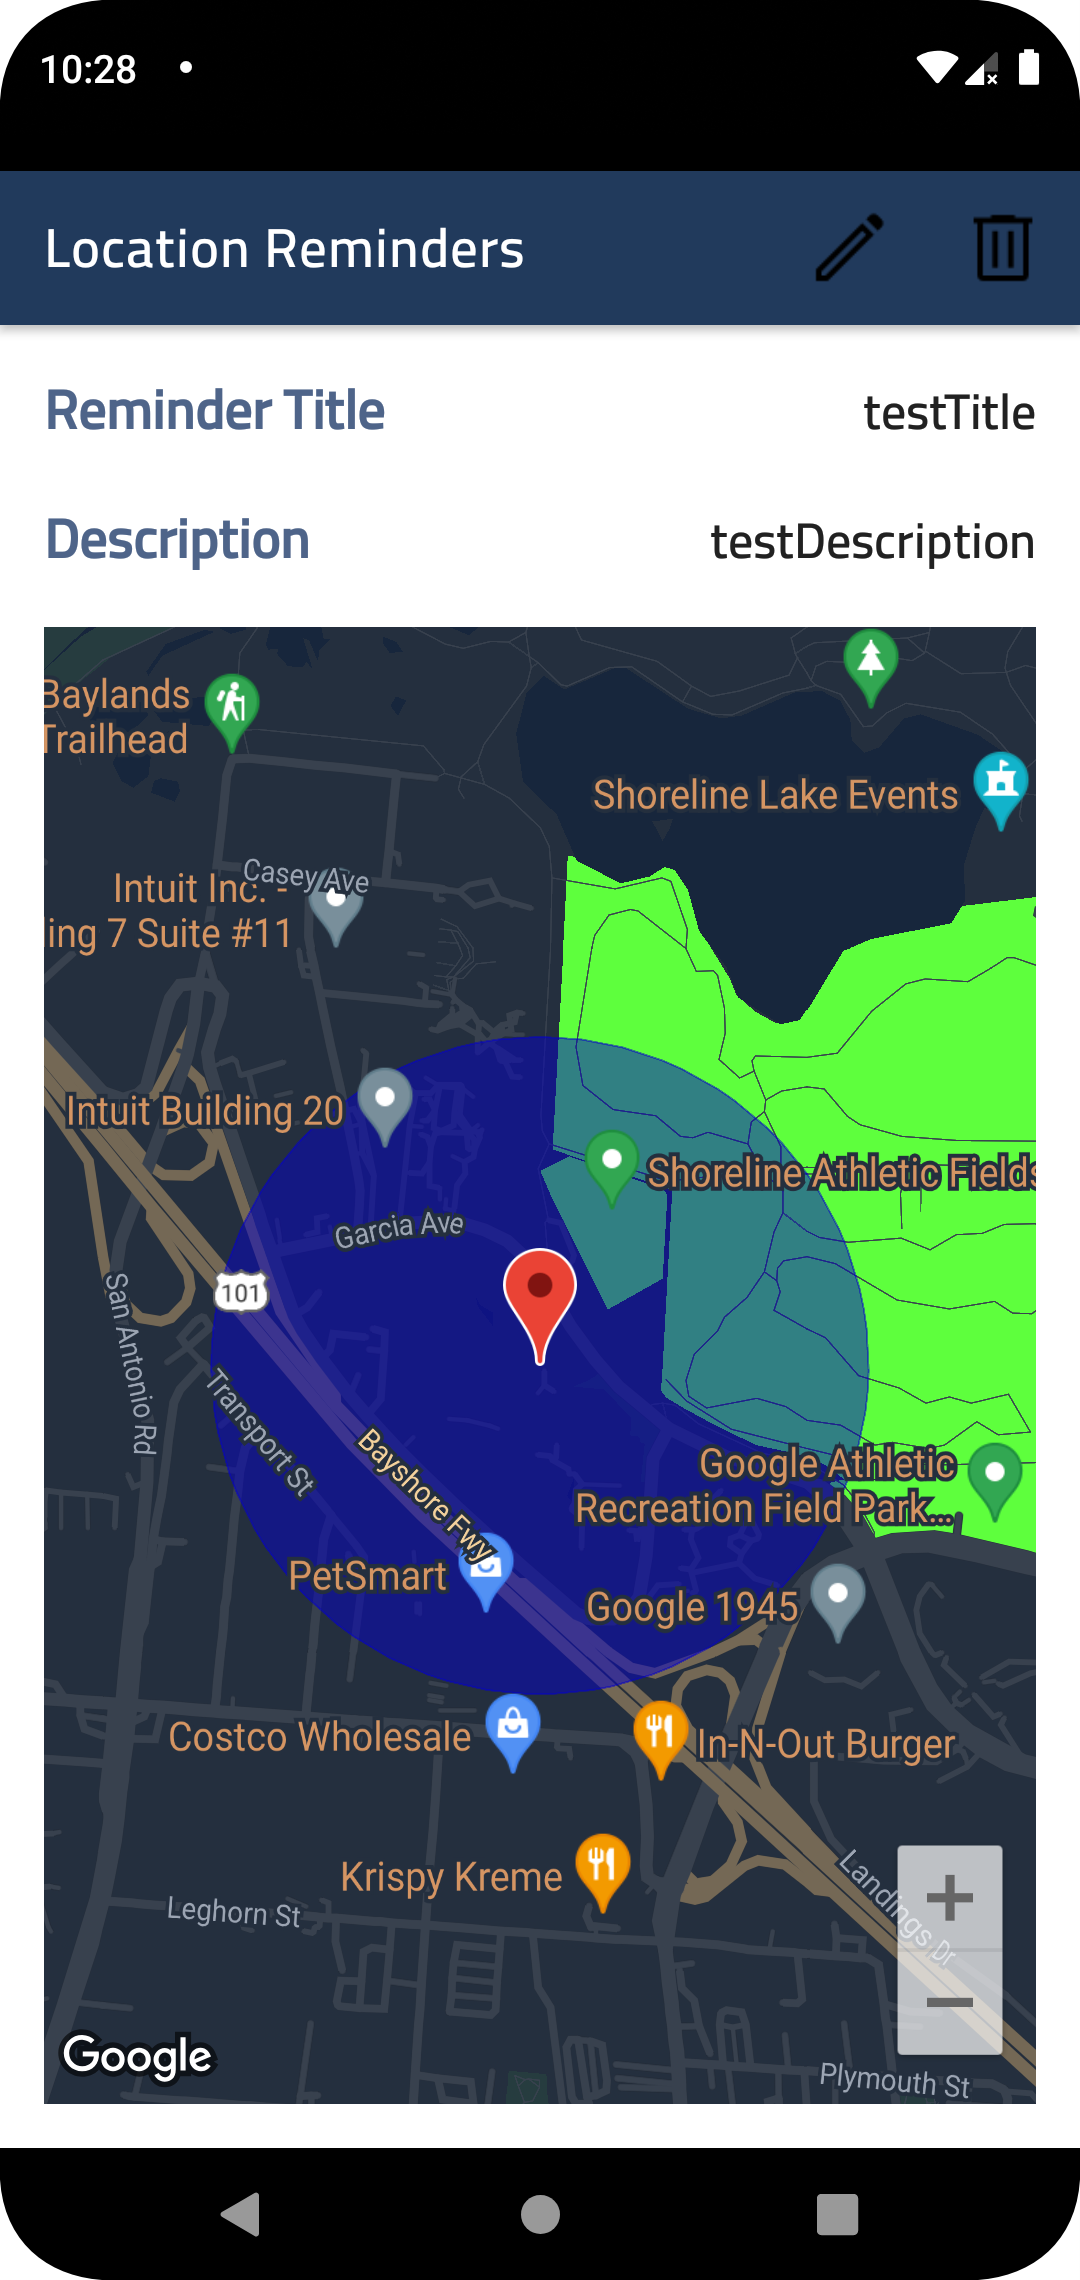 10:28
Location Reminders
Reminder Title testTitle
Description testDescription
Baylands
Trailhead
Shoreline Lake Events
Casey Ave
Intuit Inc. -
ing 7 Suite #11
Intuit Building 20
Shoreline Athletic Fields
Garcia Ave
101
San Antonio Rd
Transport St
Bayshore Fwy
Google Athletic
Recreation Field Park...
PetSmart
Google 1945
Costco Wholesale
In-N-Out Burger
Krispy Kreme
Landings Dr
Leghorn St
Google
Plymouth St